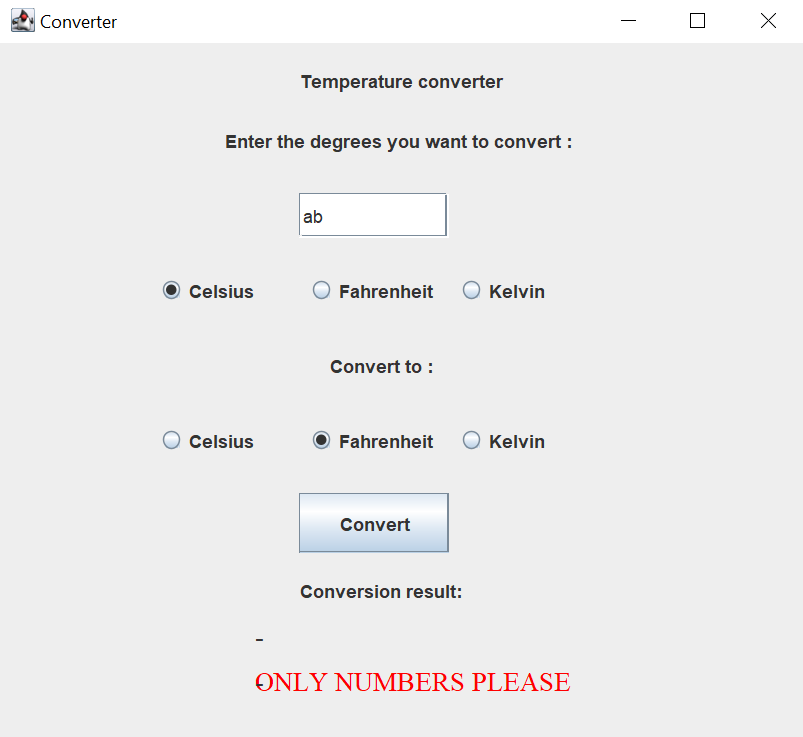 Converter
Temperature converter
Enter the degrees you want to convert :
ab
Celsius Fahrenheit Kelvin
Convert to :
Celsius Fahrenheit Kelvin
Convert
Conversion result:
-
ONLY NUMBERS PLEASE